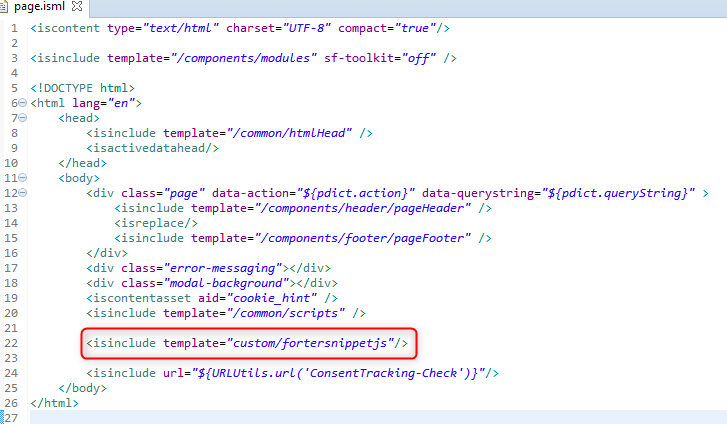 page.isml
1 <iscontent type="text/html" charset="UTF-8" compact="true"/>
2
3 <isinclude template="/components/modules" sf-toolkit="off" />
4
5 <!DOCTYPE html>
6 <html lang="en">
7     <head>
8         <isinclude template="/common/htmlHead" />
9         <isactivedatahead/>
10     </head>
11     <body>
12         <div class="page" data-action="${pdict.action}" data-querystring="${pdict.queryString}" >
13             <isinclude template="/components/header/pageHeader" />
14             <isreplace/>
15             <isinclude template="/components/footer/pageFooter" />
16         </div>
17         <div class="error-messaging"></div>
18         <div class="modal-background"></div>
19         <iscontentasset aid="cookie_hint" />
20         <isinclude template="/common/scripts" />
21
22         <isinclude template="custom/fortersnippetjs"/>
23
24         <isinclude url="${URLUtils.url('ConsentTracking-Check')}"/>
25     </body>
26 </html>
27